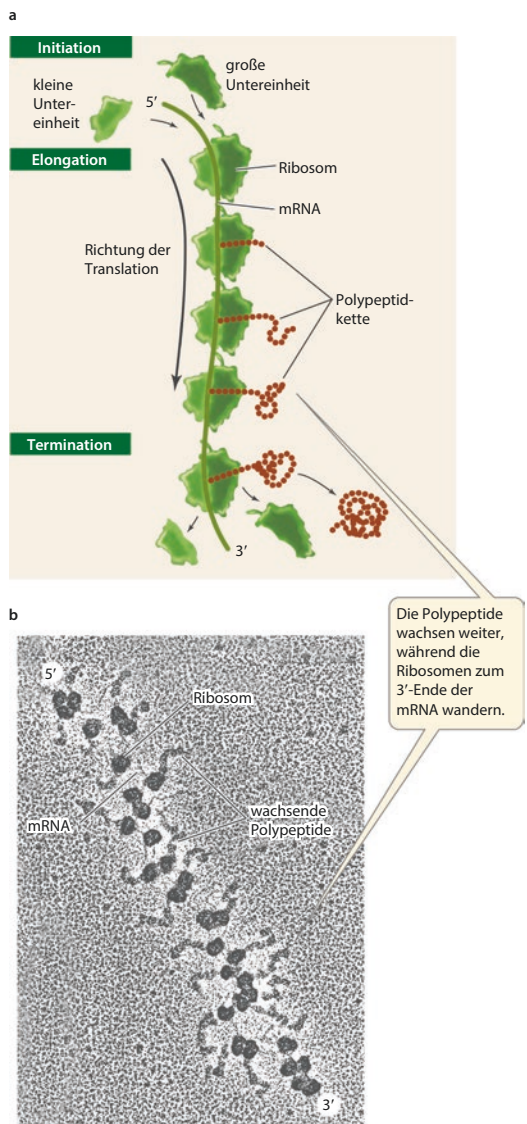 a
Initiation
kleine
Unter-
einheit
5′
große
Untereinheit
Elongation
Ribosom
mRNA
Richtung der
Translation
Polypeptid-
kette
Termination
3′
Die Polypeptide
wachsen weiter,
während die
Ribosomen zum
3′-Ende der
mRNA wandern.
b
5′
Ribosom
mRNA
wachsende
Polypeptide
3′